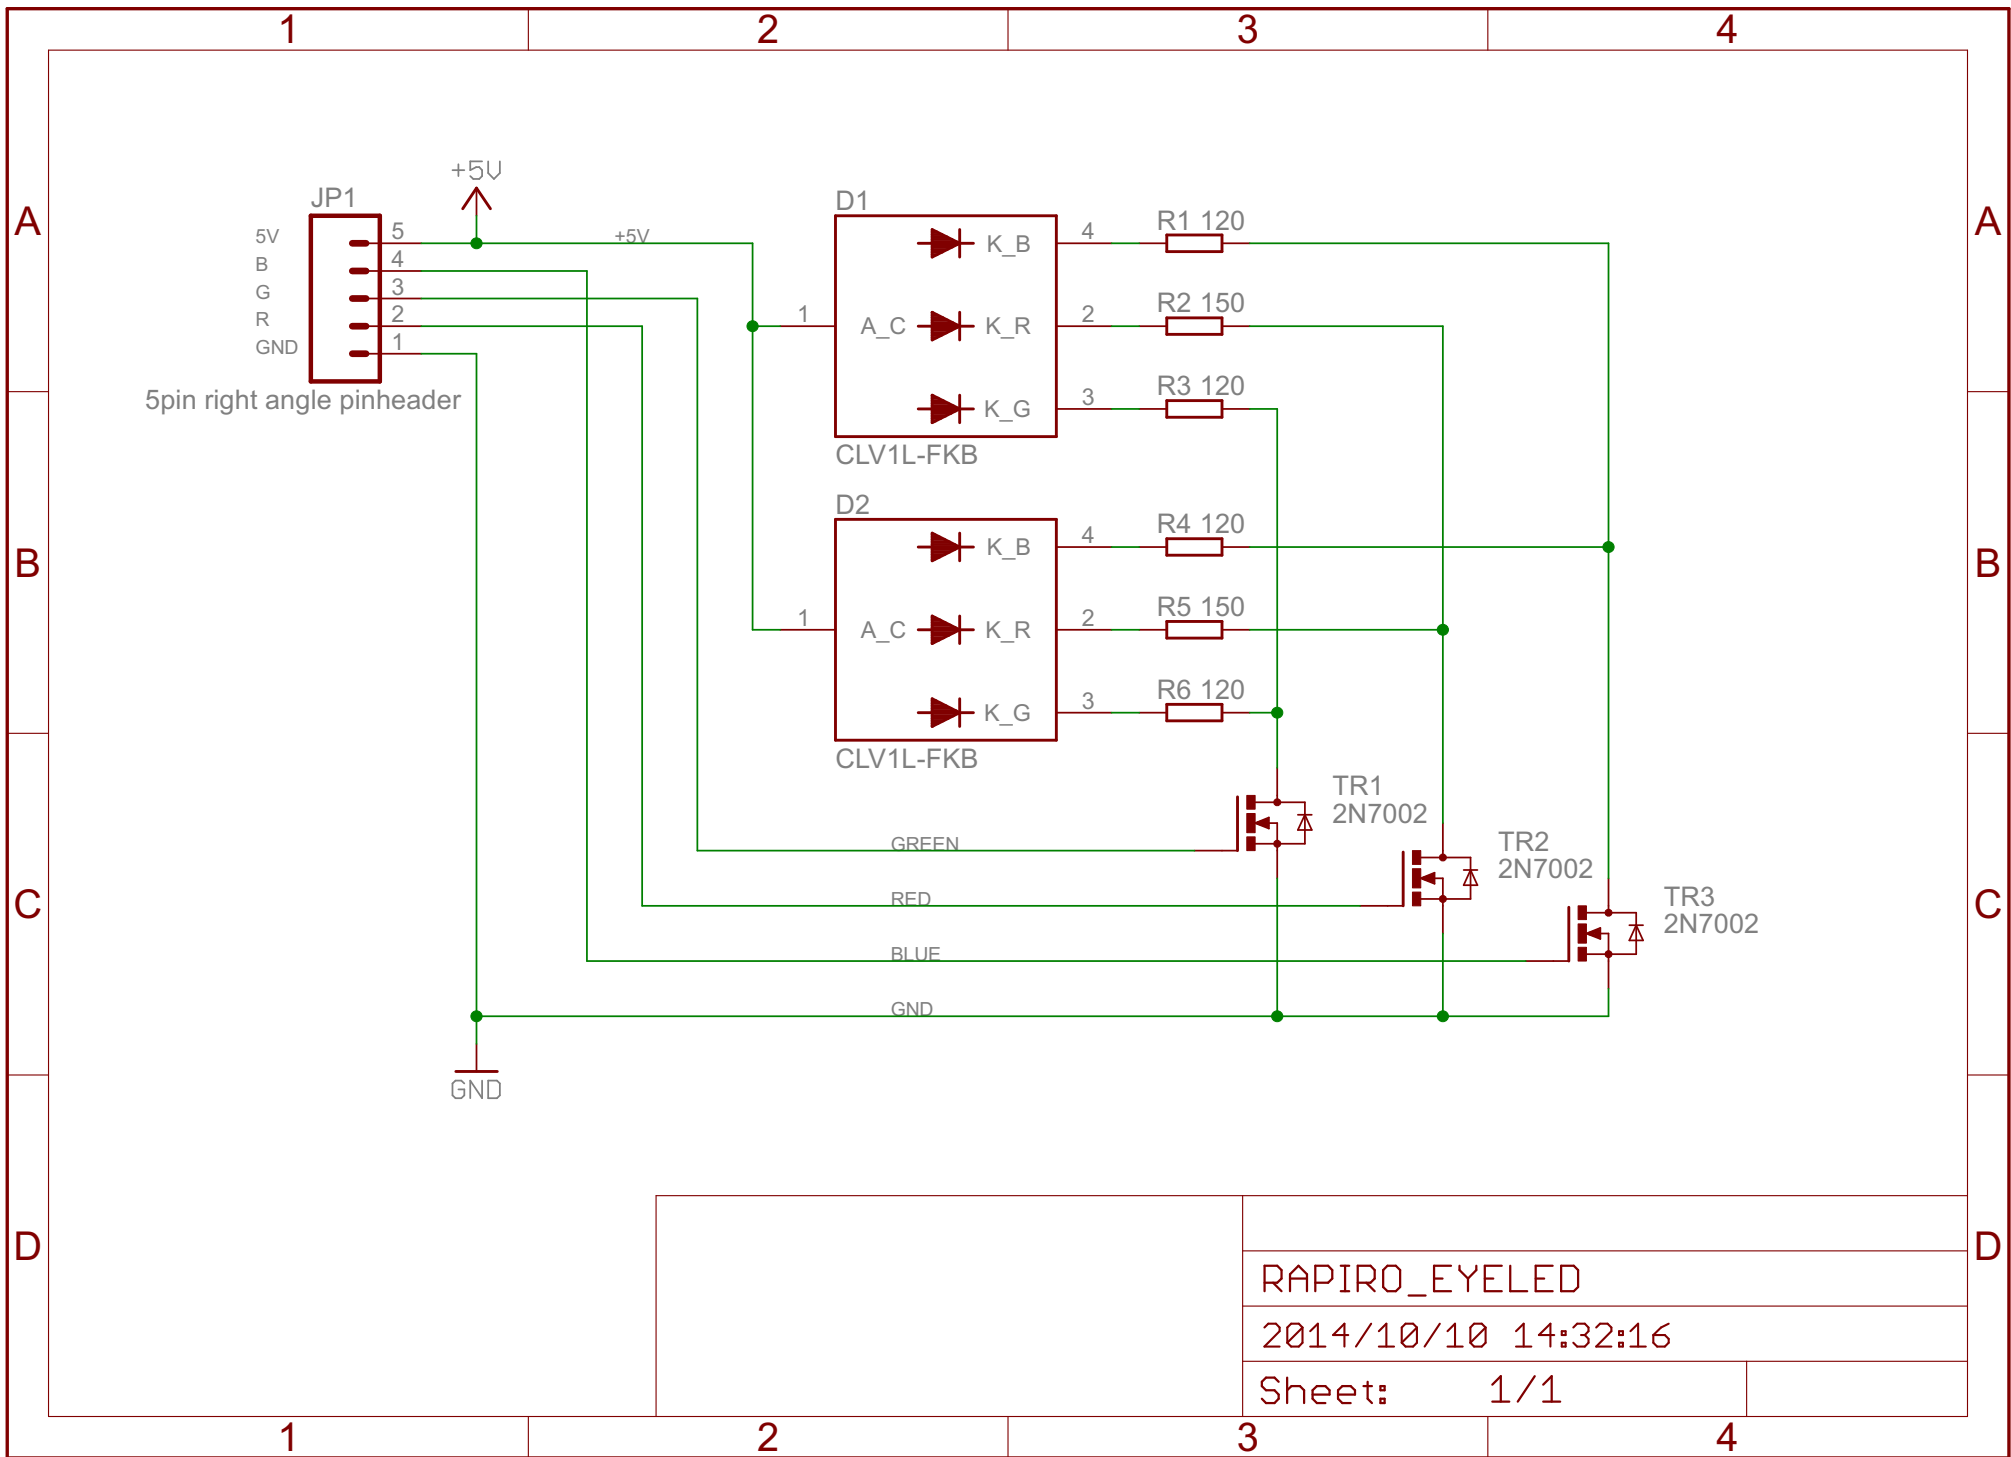 1 2 3 4
A A
B B
C C
D D
+5V
JP1
5V 5
B 4
G 3
R 2
GND 1
5pin right angle pinheader
+5V
D1
K_B 4 R1 120
1 A_C K_R 2 R2 150
K_G 3 R3 120
CLV1L-FKB
D2
K_B 4 R4 120
1 A_C K_R 2 R5 150
K_G 3 R6 120
CLV1L-FKB
TR1
2N7002
TR2
2N7002
TR3
2N7002
GREEN
RED
BLUE
GND
GND
RAPIRO_EYELED
2014/10/10 14:32:16
Sheet: 1/1
1 2 3 4